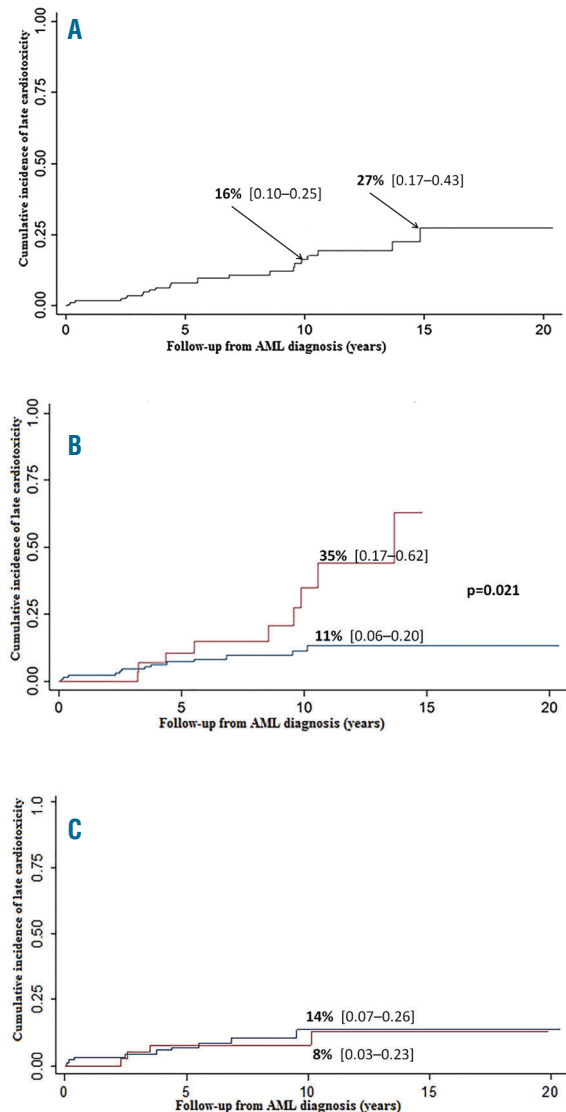 A
Cumulative incidence of late cardiotoxicity
1.00
0.75
0.50
0.25
0.00
16% [0.10–0.25]
27% [0.17–0.43]
0 5 10 15 20
Follow-up from AML diagnosis (years)
B
Cumulative incidence of late cardiotoxicity
1.00
0.75
0.50
0.25
0.00
35% [0.17–0.62]
p=0.021
11% [0.06–0.20]
0 5 10 15 20
Follow-up from AML diagnosis (years)
C
Cumulative incidence of late cardiotoxicity
1.0
0.75
0.50
0.25
0.00
14% [0.07–0.26]
8% [0.03–0.23]
0 5 10 15 20
Follow-up from AML diagnosis (years)